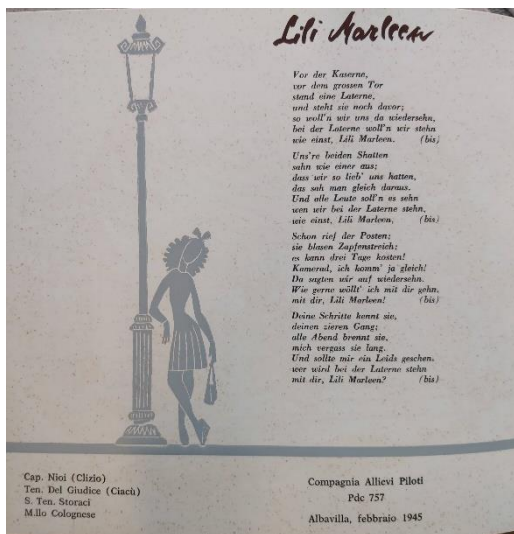 Lili Marleen
Vor der Kaserne,
vor dem grossen Tor
stand eine Laterne,
und steht sie noch davor;
so woll'n wir uns da wiedersehn,
bei der Laterne woll'n wir stehn
wie einst, Lili Marleen. (bis)
Uns're beiden Shatten
sahn wie einer aus;
dass wir so lieb' uns hatten,
das sah man gleich daraus.
Und alle Leute soll'n es sehn
wen wir bei der Laterne stehn,
wie einst, Lili Marleen, (bis)
Schon rief der Posten;
sie blasen Zapfenstreich;
es kann drei Tage kosten!
Kamerad, ich komm' ja gleich!
Da sagten wir auf wiedersehn.
Wie gerne wöllt' ich mit dir gehn,
mit dir, Lili Marleen! (bis)
Deine Schritte kennt sie,
deinen zieren Gang;
alle Abend brennt sie,
mich vergass sie lang.
Und sollte mir ein Leids geschen,
wer wird bei der Laterne stehn
mit dir, Lili Marleen? (bis)
Cap. Nioi (Clizio)
Ten. Del Giudice (Ciacù)
S. Ten. Storaci
M.llo Colognese
Compagnia Allievi Piloti
Pdc 757
Albavilla, febbraio 1945